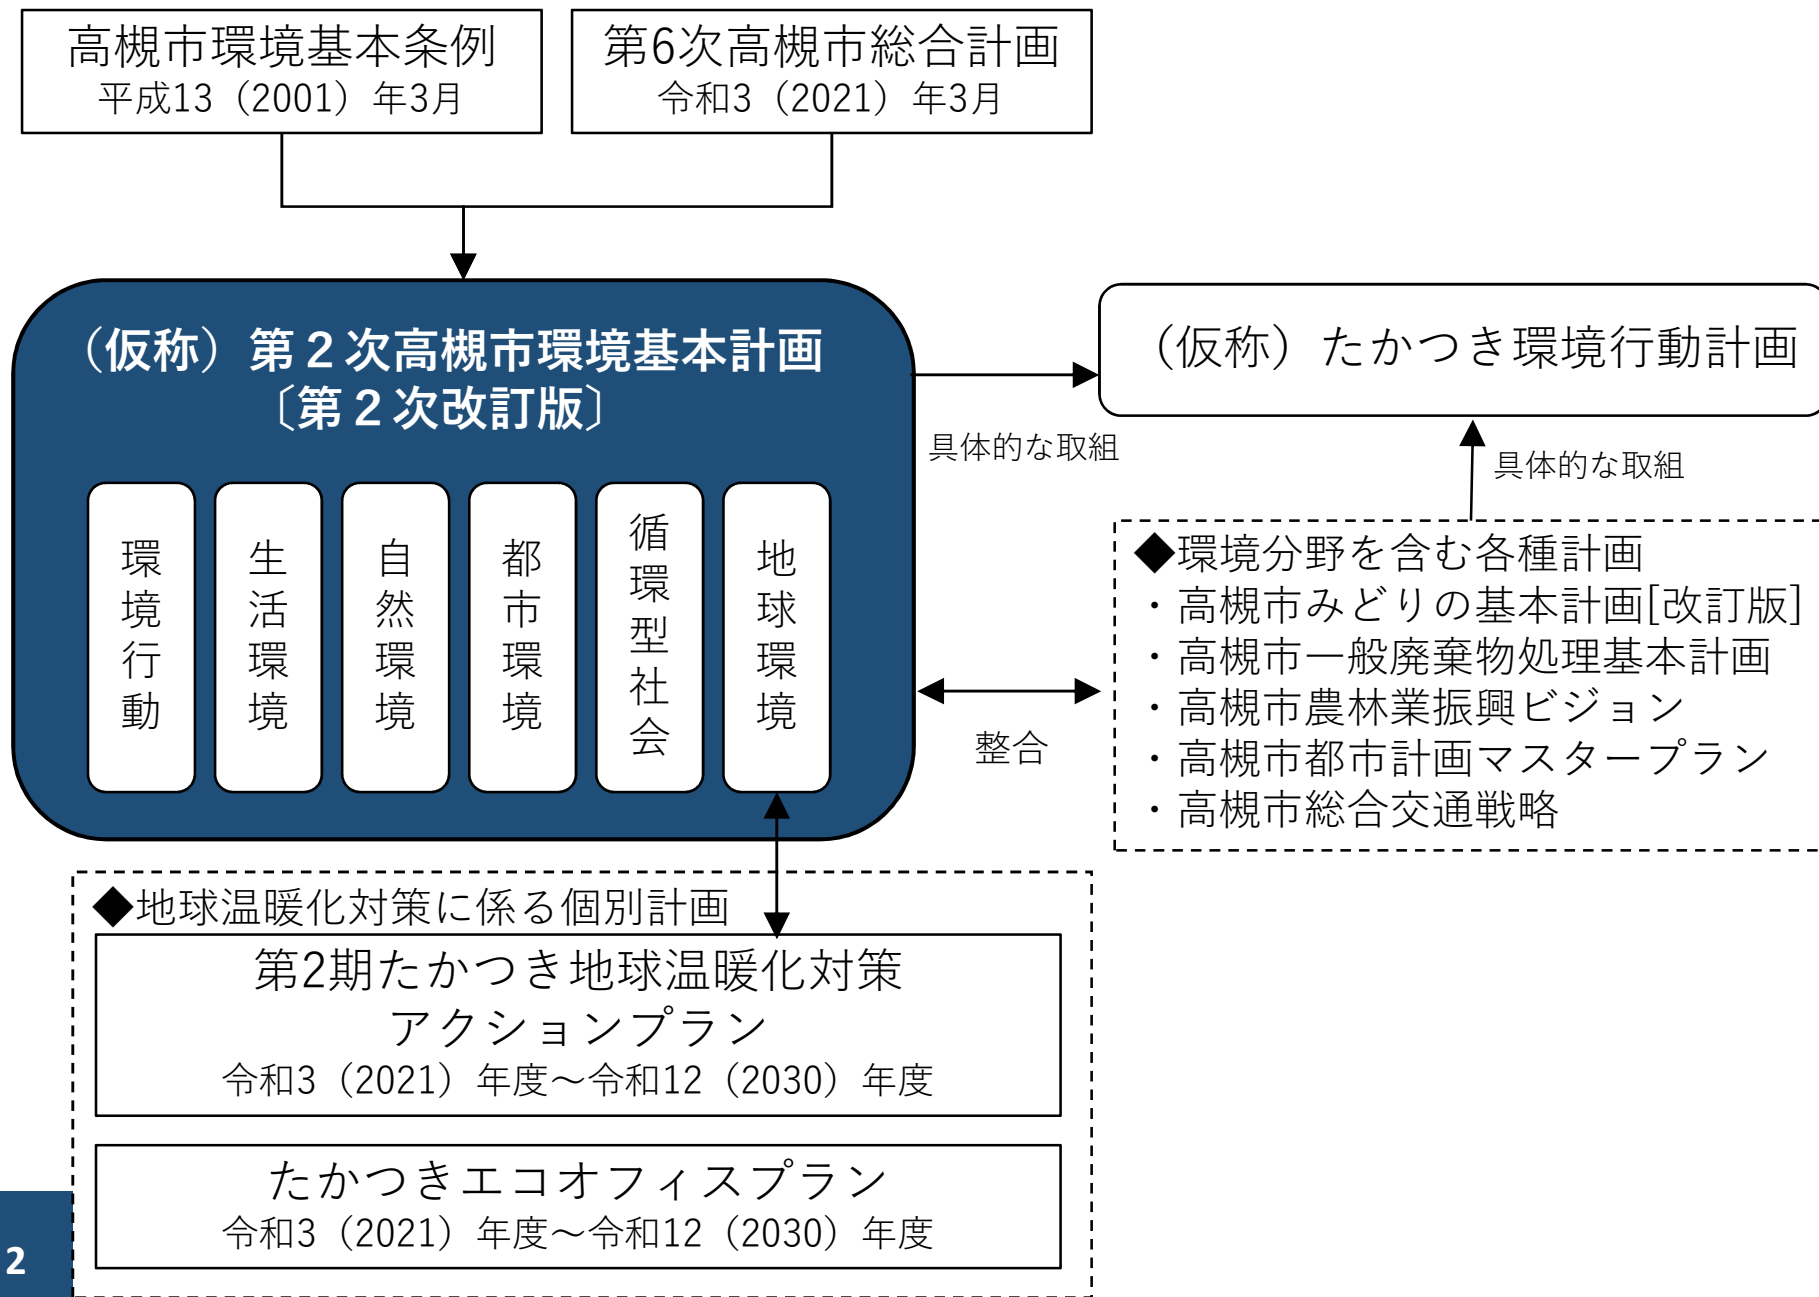 高槻市環境基本条例
平成13（2001）年3月
第6次高槻市総合計画
令和3（2021）年3月
（仮称）第２次高槻市環境基本計画
〔第２次改訂版〕
環境行動
生活環境
自然環境
都市環境
循環型社会
地球環境
具体的な取組
（仮称）たかつき環境行動計画
具体的な取組
整合
◆環境分野を含む各種計画
・高槻市みどりの基本計画[改訂版]
・高槻市一般廃棄物処理基本計画
・高槻市農林業振興ビジョン
・高槻市都市計画マスタープラン
・高槻市総合交通戦略
◆地球温暖化対策に係る個別計画
第2期たかつき地球温暖化対策
アクションプラン
令和3（2021）年度～令和12（2030）年度
たかつきエコオフィスプラン
令和3（2021）年度～令和12（2030）年度
2